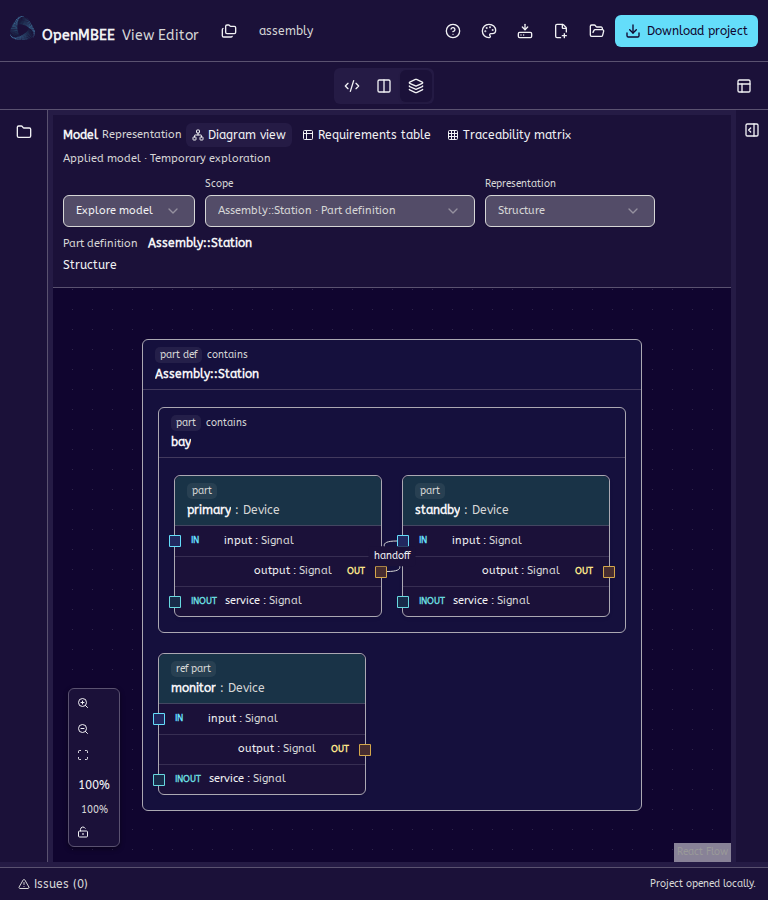 OpenMBEE View Editor assembly Download project
Model Representation Diagram view Requirements table Traceability matrix
Applied model · Temporary exploration
Scope Representation
Explore model Assembly::Station · Part definition Structure
Part definition Assembly::Station
Structure
part def contains
Assembly::Station
part contains
bay
part
primary : Device
IN input : Signal
output : Signal OUT
INOUT service : Signal
handoff
part
standby : Device
IN input : Signal
output : Signal OUT
INOUT service : Signal
ref part
monitor : Device
IN input : Signal
output : Signal OUT
INOUT service : Signal
100%
100%
React Flow
Issues (0) Project opened locally.